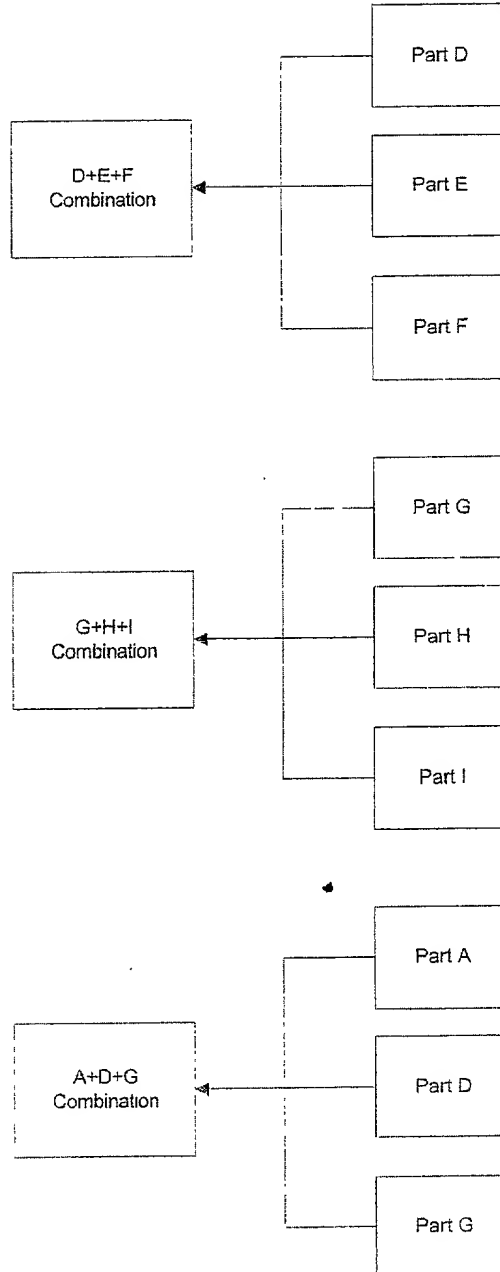 Part D
D+E+F
Combination
Part E
Part F
Part G
G+H+I
Combination
Part H
Part I
Part A
A+D+G
Combination
Part D
Part G